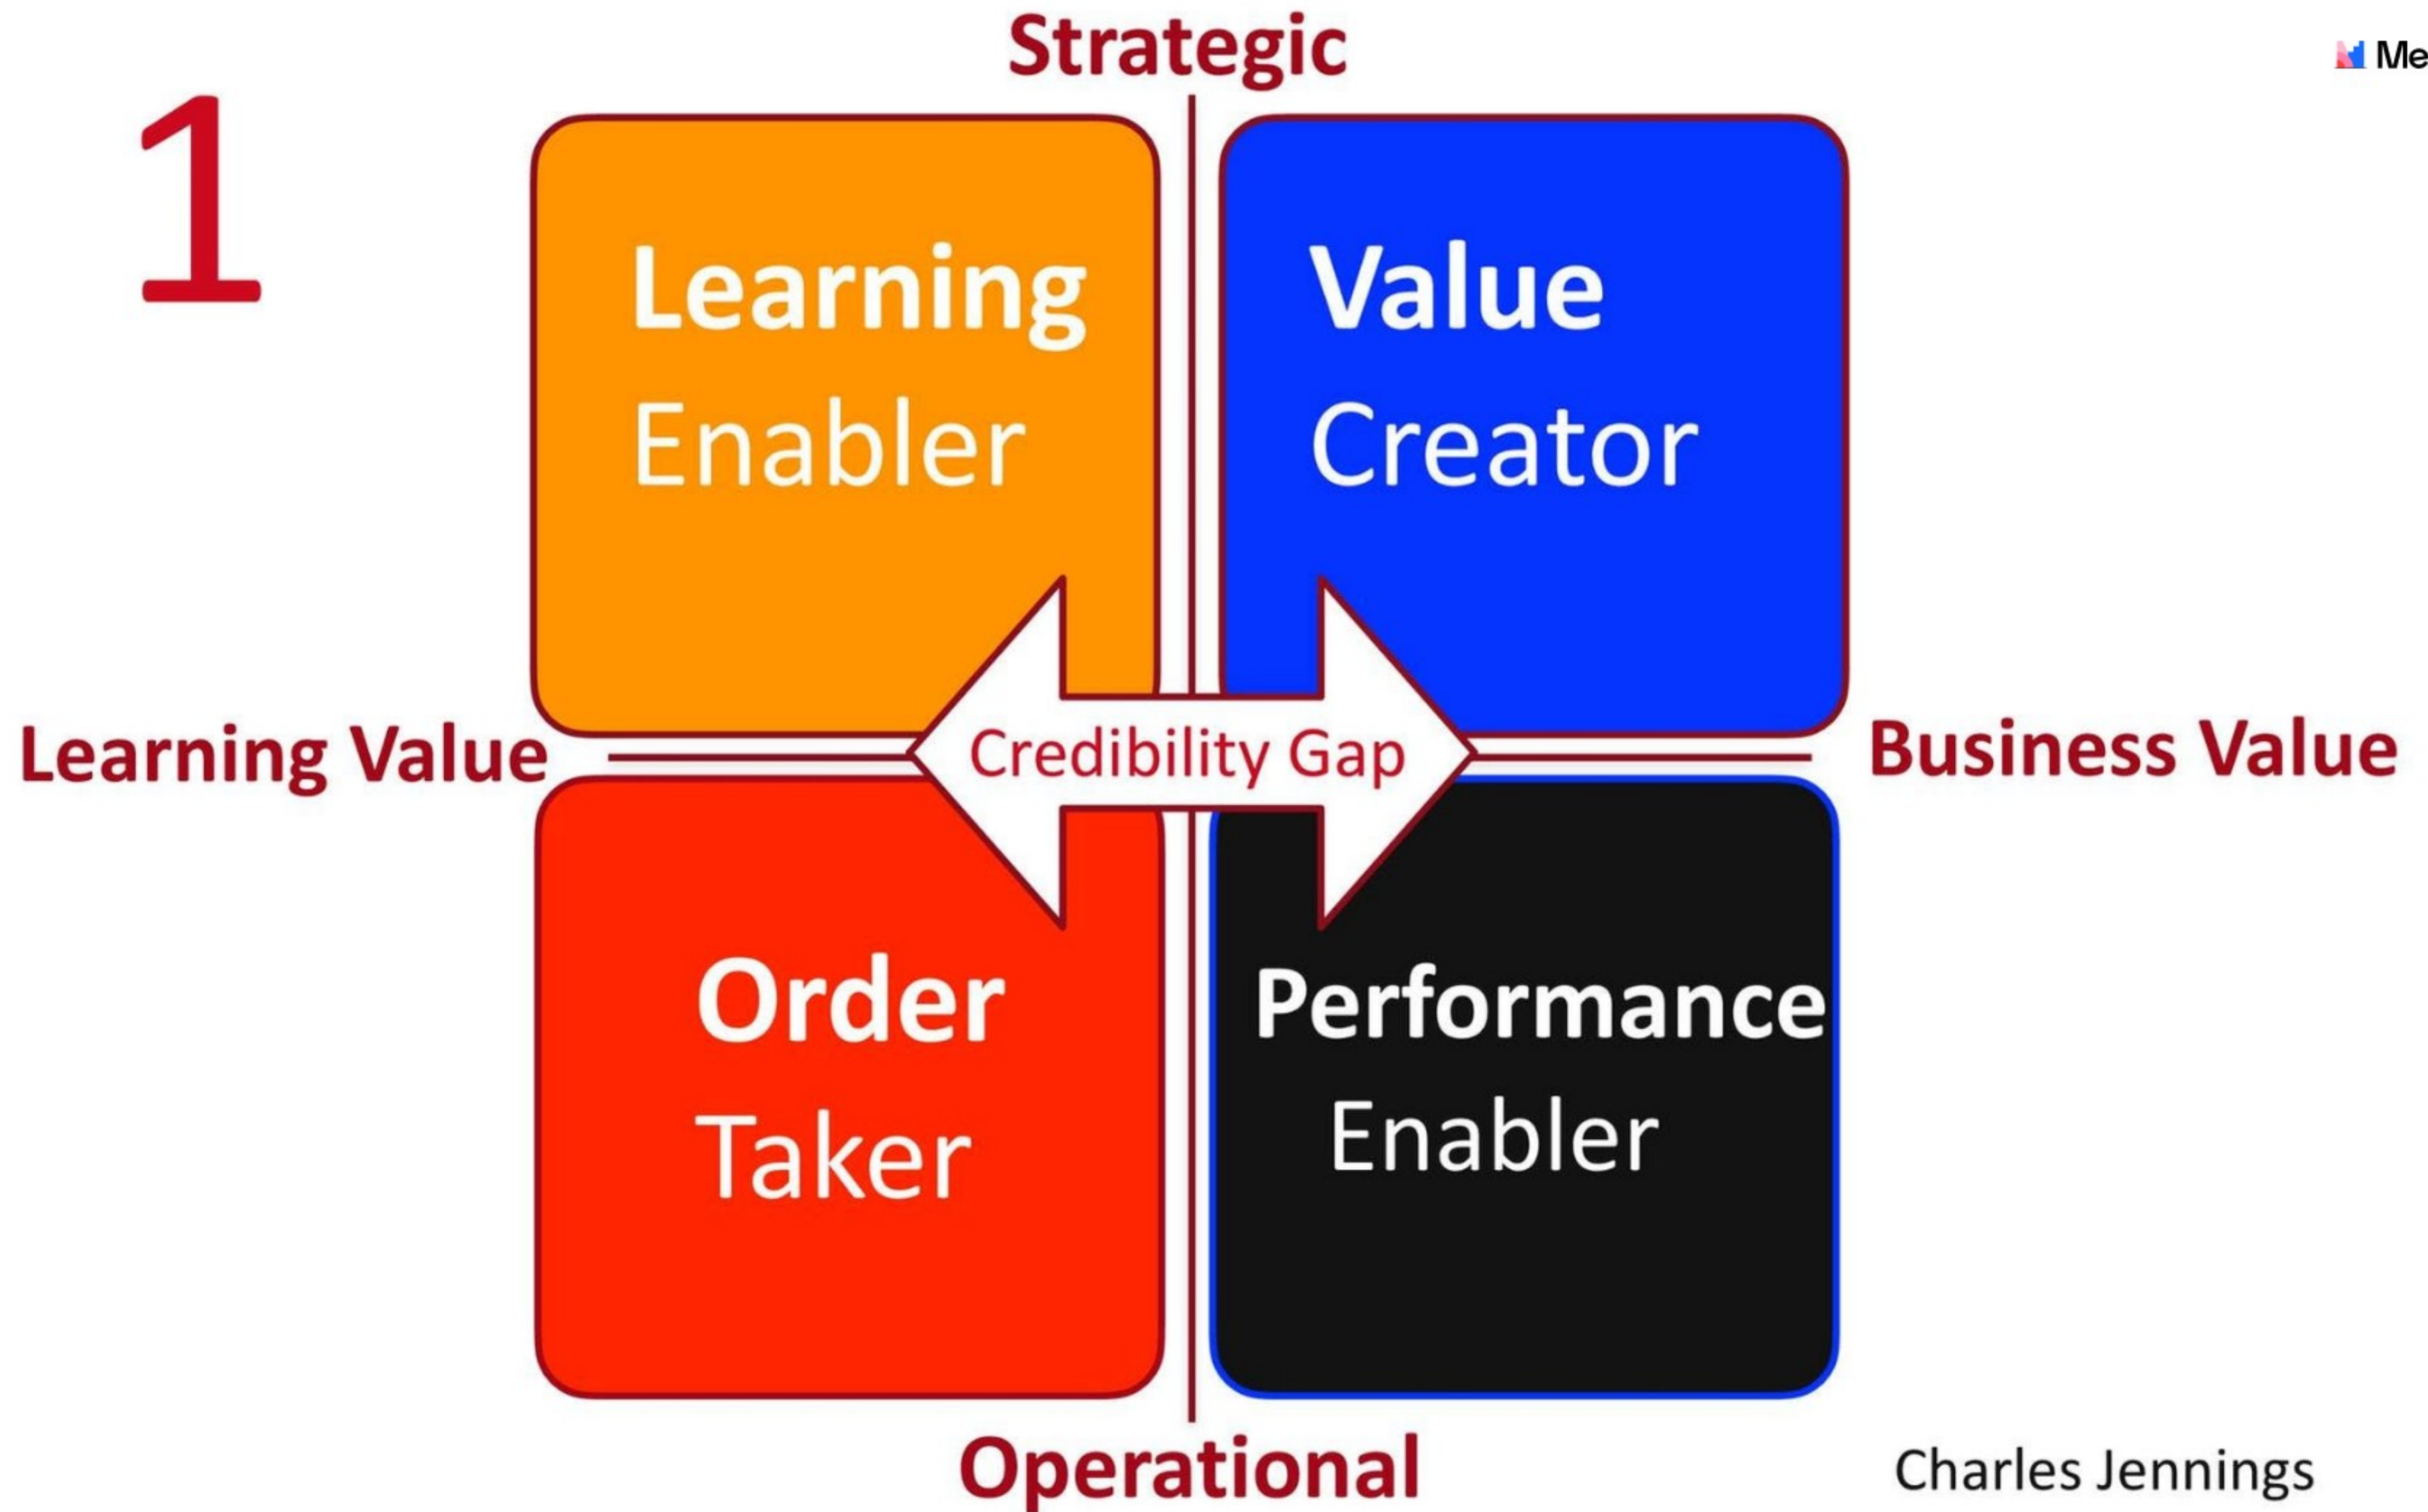 Strategic
Me
1
Learning
Enabler
Value
Creator
Learning Value
Credibility Gap
Business Value
Order
Taker
Performance
Enabler
Operational
Charles Jennings